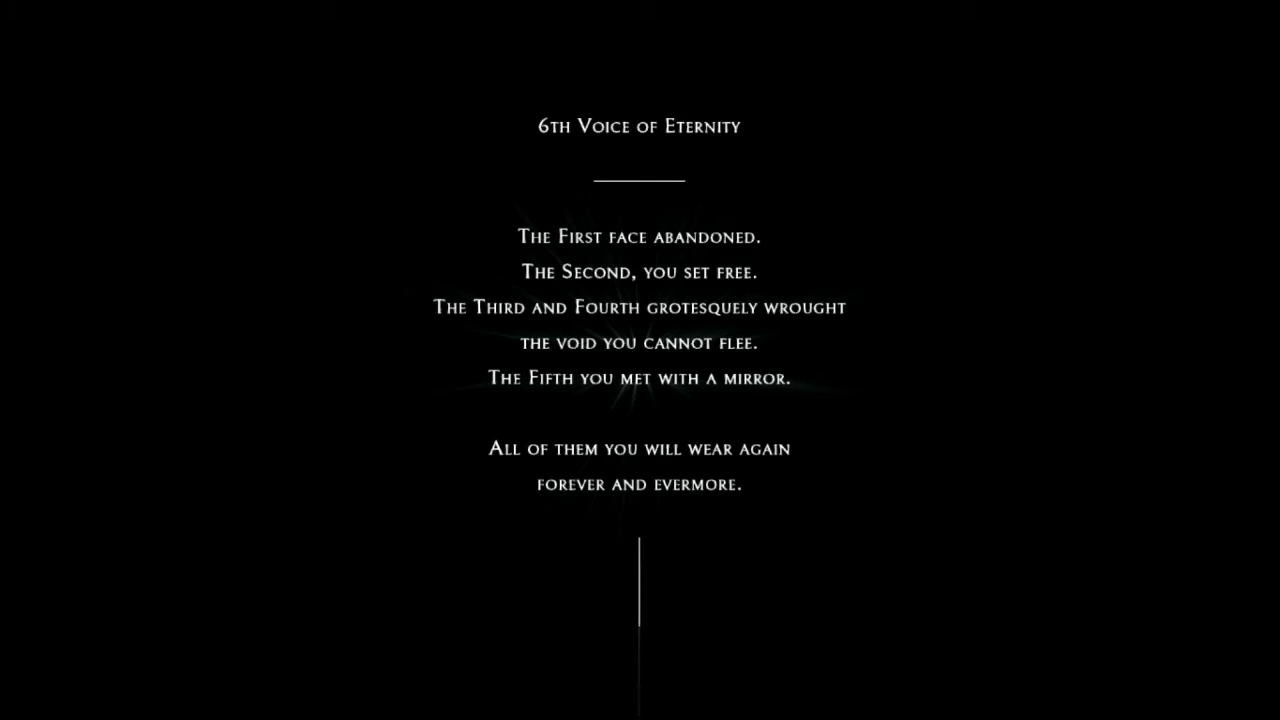 6th Voice of Eternity
The First face abandoned.
The Second, you set free.
The Third and Fourth grotesquely wrought
the void you cannot flee.
The Fifth you met with a mirror.
All of them you will wear again
forever and evermore.